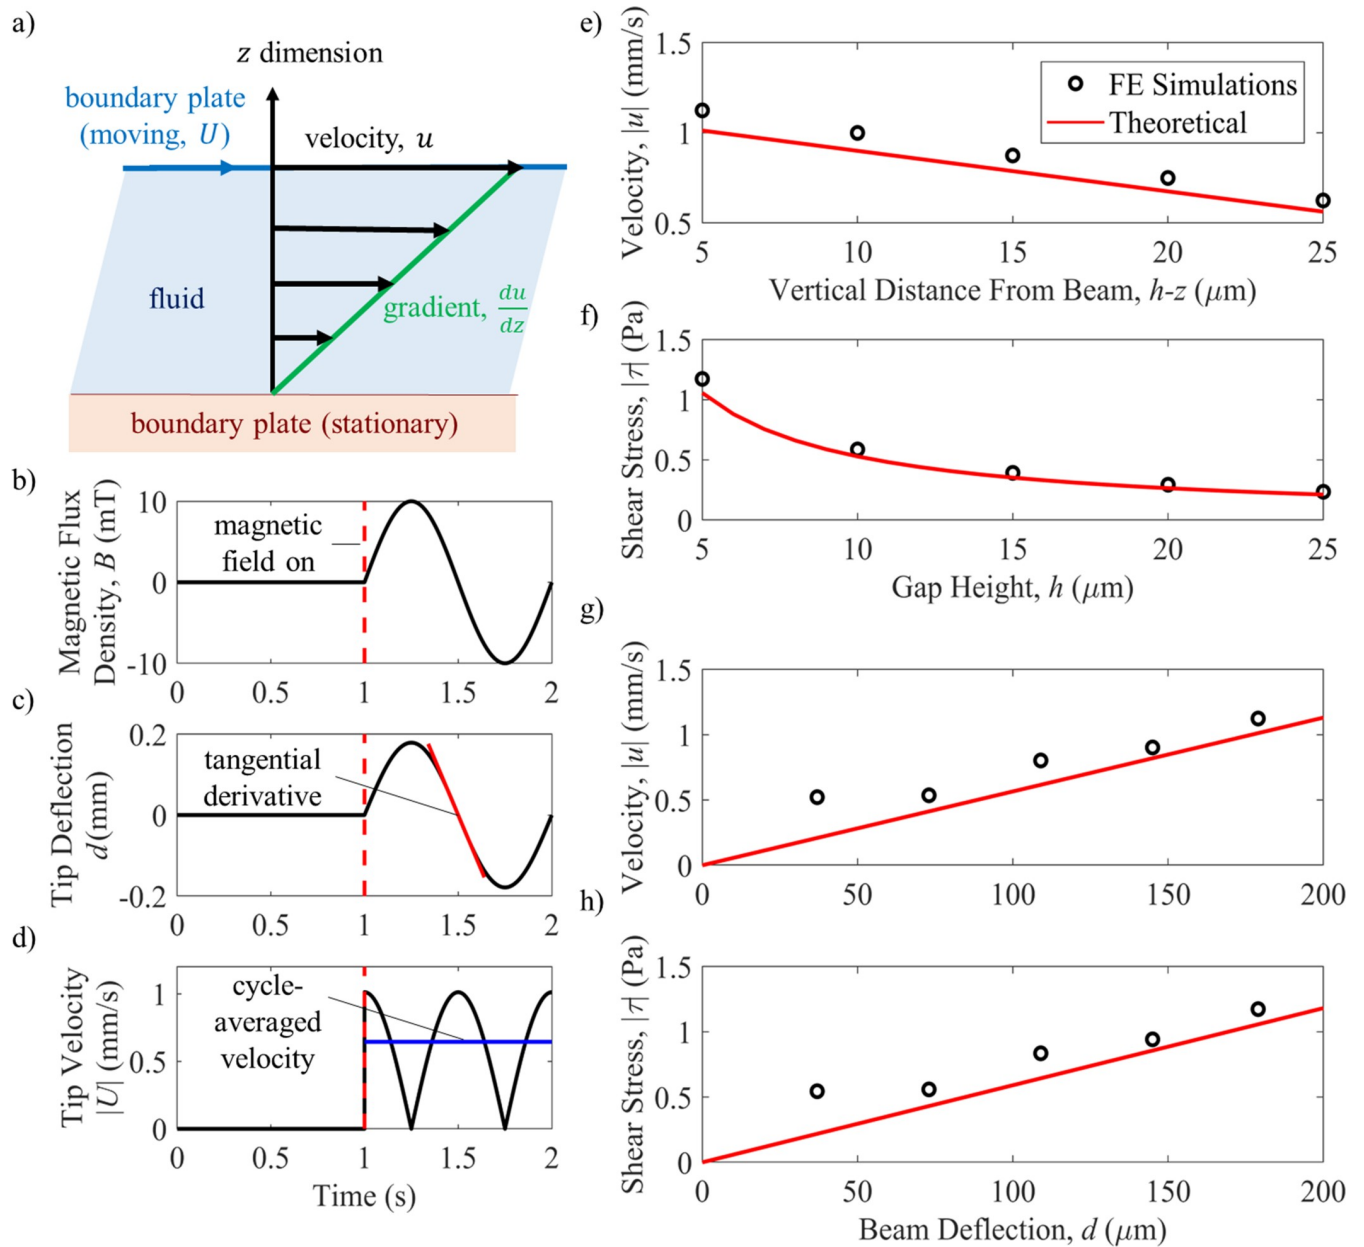 a)
z dimension
boundary plate
(moving, U)
velocity, u
fluid
gradient, du/dz
boundary plate (stationary)
b)
Magnetic Flux
Density, B (mT)
10
0
-10
magnetic
field on
0 0.5 1 1.5 2
c)
Tip Deflection
d(mm)
0.2
0
-0.2
tangential
derivative
0 0.5 1 1.5 2
d)
Tip Velocity
|U| (mm/s)
1
0.5
0
cycle-
averaged
velocity
0 0.5 1 1.5 2
Time (s)
e)
Velocity, |u| (mm/s)
1.5
1
0.5
FE Simulations
Theoretical
5 10 15 20 25
Vertical Distance From Beam, h-z (μm)
f)
Shear Stress, |τ| (Pa)
1.5
1
0.5
0
5 10 15 20 25
Gap Height, h (μm)
g)
Velocity, |u| (mm/s)
1.5
1
0.5
0
0 50 100 150 200
h)
Shear Stress, |τ| (Pa)
1.5
1
0.5
0
0 50 100 150 200
Beam Deflection, d (μm)